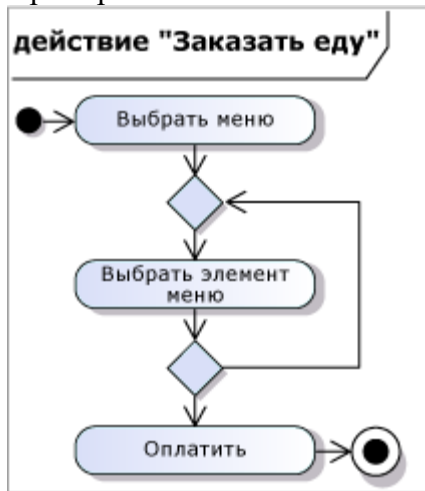 действие "Заказать еду"
Выбрать меню
Выбрать элемент
меню
Оплатить